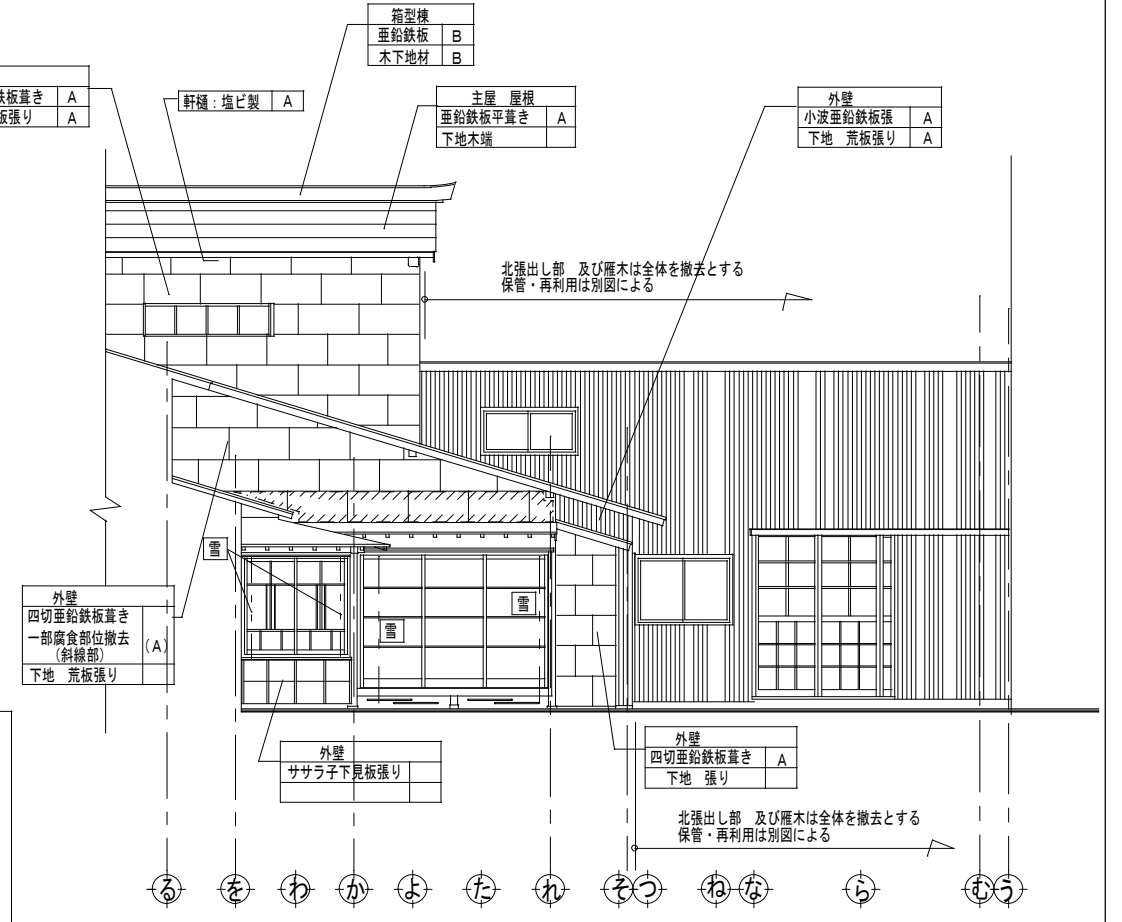 箱型棟
亜鉛鉄板 B
木下地材 B
鉄板葺き A
板張り A
軒樋：塩ビ製 A
主屋 屋根
亜鉛鉄板平葺き A
下地木端
外壁
小波亜鉛鉄板張 A
下地 荒板張り A
北張出し部 及び雁木は全体を撤去とする
保管・再利用は別図による
雪
雪
雪
外壁
四切亜鉛鉄板葺き
一部腐食部位撤去 (A)
(斜線部)
下地 荒板張り
外壁
ササラ子下見板張り
外壁
四切亜鉛鉄板葺き A
下地 張り
北張出し部 及び雁木は全体を撤去とする
保管・再利用は別図による
る を わ か よ た れ そ つ ね な ら む う